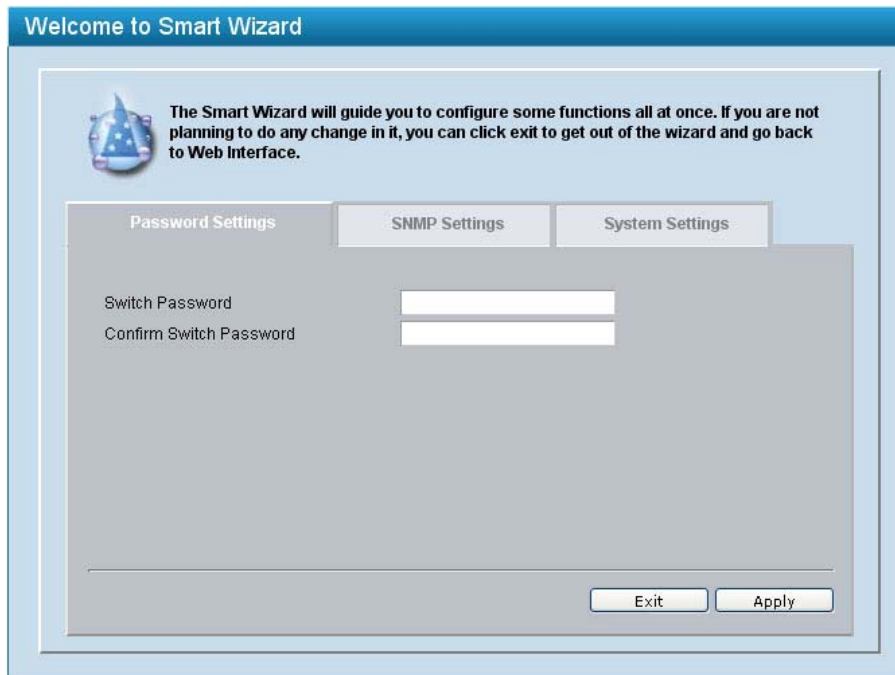 Welcome to Smart Wizard
The Smart Wizard will guide you to configure some functions all at once. If you are not
planning to do any change in it, you can click exit to get out of the wizard and go back
to Web Interface.
Password Settings
SNMP Settings
System Settings
Switch Password
Confirm Switch Password
Exit
Apply